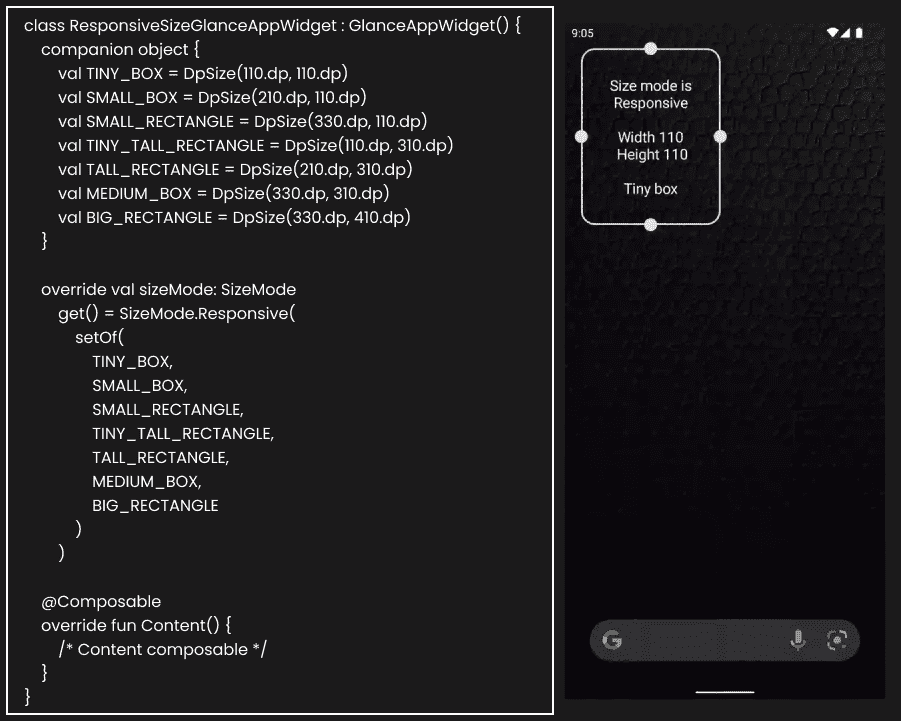 class ResponsiveSizeGlanceAppWidget : GlanceAppWidget() {
companion object {
val TINY_BOX = DpSize(110.dp, 110.dp)
val SMALL_BOX = DpSize(210.dp, 110.dp)
val SMALL_RECTANGLE = DpSize(330.dp, 110.dp)
val TINY_TALL_RECTANGLE = DpSize(110.dp, 310.dp)
val TALL_RECTANGLE = DpSize(210.dp, 310.dp)
val MEDIUM_BOX = DpSize(330.dp, 310.dp)
val BIG_RECTANGLE = DpSize(330.dp, 410.dp)
}
override val sizeMode: SizeMode
get() = SizeMode.Responsive(
setOf(
TINY_BOX,
SMALL_BOX,
SMALL_RECTANGLE,
TINY_TALL_RECTANGLE,
TALL_RECTANGLE,
MEDIUM_BOX,
BIG_RECTANGLE
)
)
@Composable
override fun Content() {
/* Content composable */
}
}
9:05
Size mode is
Responsive
Width 110
Height 110
Tiny box
G